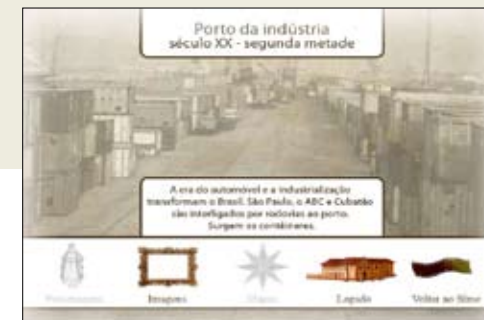 Porto da indústria
século XX - segunda metade
A era do automóvel e a industrialização
transformam o Brasil. São Paulo, o ABC e Cubatão
são interligados por rodovias ao porto.
Surgem os contêineres.
Imagens
Legado
Voltar ao filme